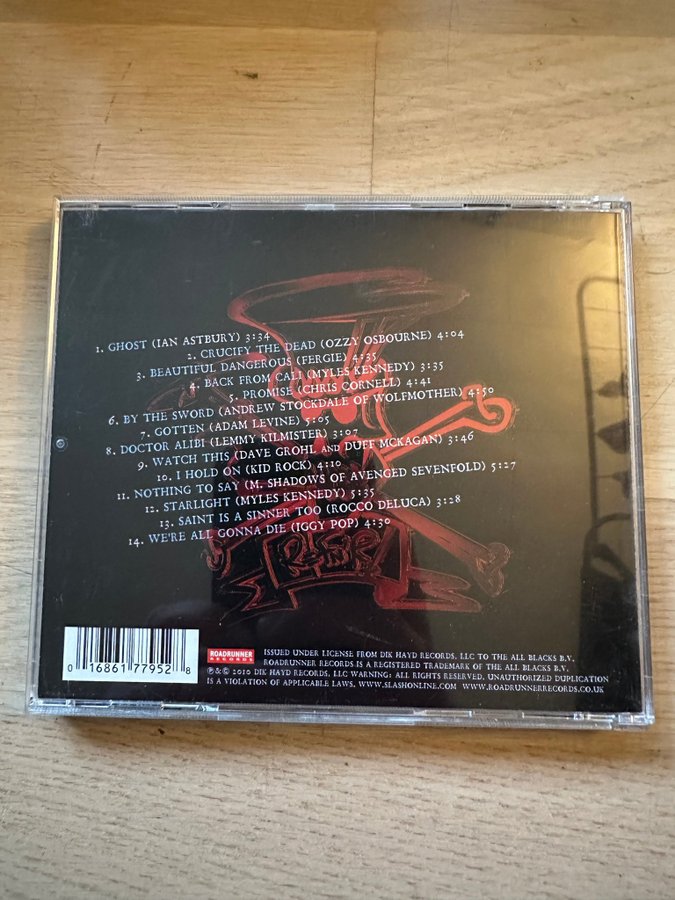 1. GHOST (IAN ASTBURY) 3:34
2. CRUCIFY THE DEAD (OZZY OSBOURNE) 4:04
3. BEAUTIFUL DANGEROUS (FERGIE) 4:35
4. BACK FROM CALI (MYLES KENNEDY) 3:35
5. PROMISE (CHRIS CORNELL) 4:41
6. BY THE SWORD (ANDREW STOCKDALE OF WOLFMOTHER) 4:50
7. GOTTEN (ADAM LEVINE) 5:05
8. DOCTOR ALIBI (LEMMY KILMISTER) 3:07
9. WATCH THIS (DAVE GROHL AND DUFF MCKAGAN) 3:46
10. I HOLD ON (KID ROCK) 4:10
11. NOTHING TO SAY (M. SHADOWS OF AVENGED SEVENFOLD) 5:27
12. STARLIGHT (MYLES KENNEDY) 5:35
13. SAINT IS A SINNER TOO (ROCCO DELUCA) 3:28
14. WE'RE ALL GONNA DIE (IGGY POP) 4:30
R&FNR
0 16861 77952 8
ROADRUNNER
RECORDS
ISSUED UNDER LICENSE FROM DIK HAYD RECORDS, LLC TO THE ALL BLACKS B.V.
ROADRUNNER RECORDS IS A REGISTERED TRADEMARK OF THE ALL BLACKS B.V.
℗&© 2010 DIK HAYD RECORDS, LLC WARNING: ALL RIGHTS RESERVED. UNAUTHORIZED DUPLICATION
IS A VIOLATION OF APPLICABLE LAWS. WWW.SLASHONLINE.COM WWW.ROADRUNNERRECORDS.CO.UK